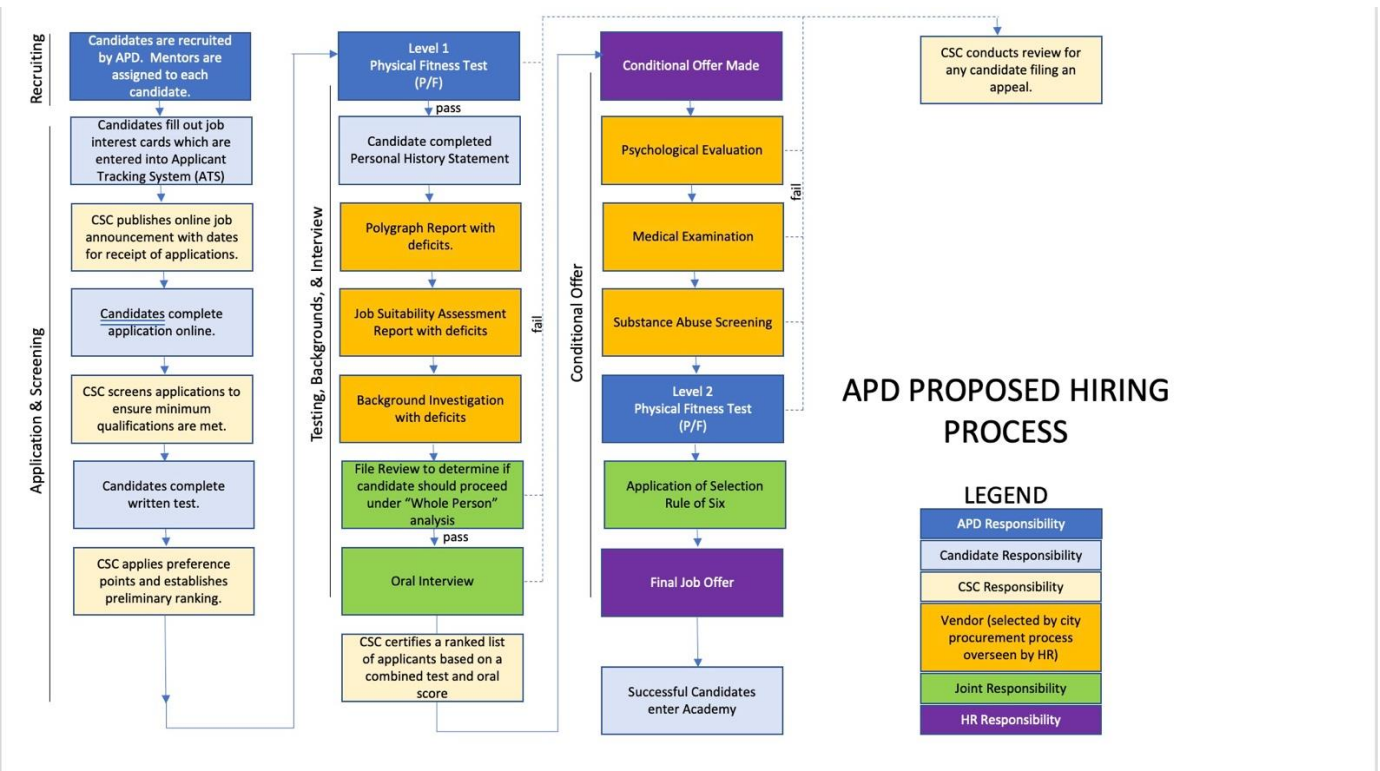 Recruiting
Candidates are recruited
by APD. Mentors are
assigned to each
candidate.
Application & Screening
Candidates fill out job
interest cards which are
entered into Applicant
Tracking System (ATS)
CSC publishes online job
announcement with dates
for receipt of applications.
Candidates complete
application online.
CSC screens applications to
ensure minimum
qualifications are met.
Candidates complete
written test.
CSC applies preference
points and establishes
preliminary ranking.
Level 1
Physical Fitness Test
(P/F)
pass
Testing, Backgrounds, & Interview
Candidate completed
Personal History Statement
Polygraph Report with
deficits.
Job Suitability Assessment
Report with deficits
Background Investigation
with deficits
File Review to determine if
candidate should proceed
under “Whole Person”
analysis
pass
Oral Interview
CSC certifies a ranked list
of applicants based on a
combined test and oral
score
fail
Conditional Offer Made
Conditional Offer
Psychological Evaluation
Medical Examination
Substance Abuse Screening
Level 2
Physical Fitness Test
(P/F)
Application of Selection
Rule of Six
Final Job Offer
Successful Candidates
enter Academy
fail
CSC conducts review for
any candidate filing an
appeal.
APD PROPOSED HIRING
PROCESS
LEGEND
APD Responsibility
Candidate Responsibility
CSC Responsibility
Vendor (selected by city
procurement process
overseen by HR)
Joint Responsibility
HR Responsibility